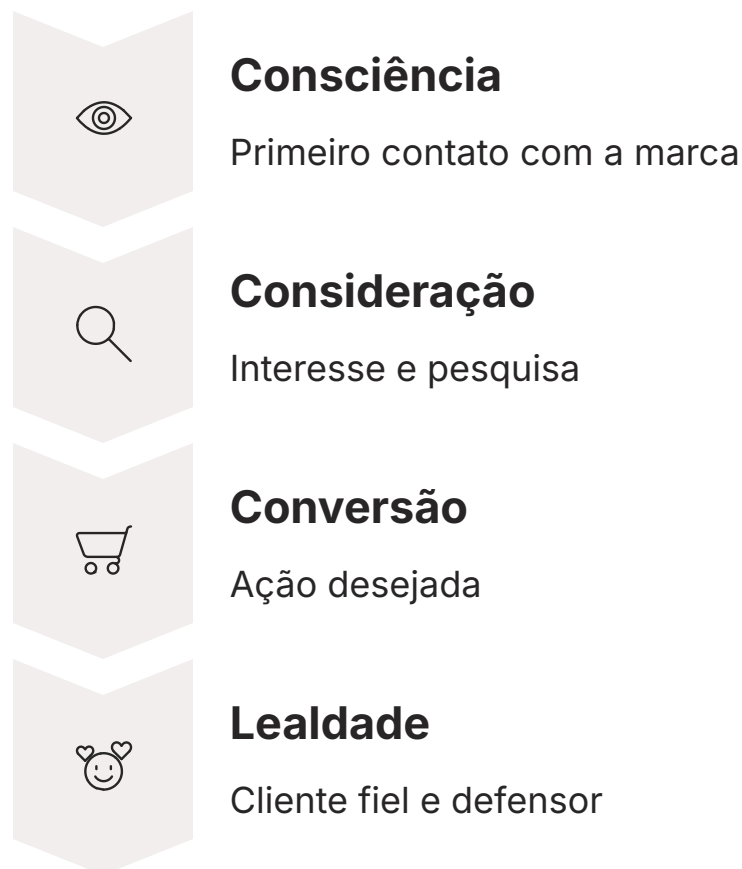 Consciência
Primeiro contato com a marca
Consideração
Interesse e pesquisa
Conversão
Ação desejada
Lealdade
Cliente fiel e defensor